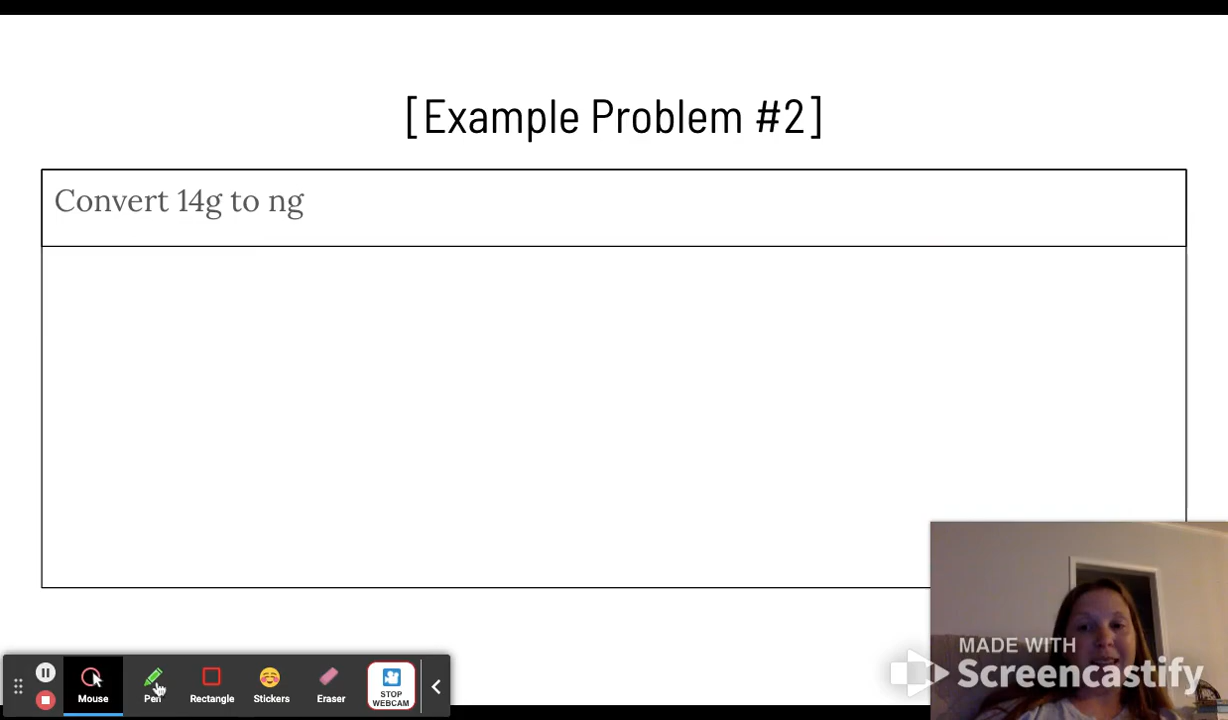 [Example Problem #2]
Convert 14g to ng
Mouse
Pen
Rectangle
Stickers
Eraser
STOP
WEBCAM
MADE WITH
Screencastify